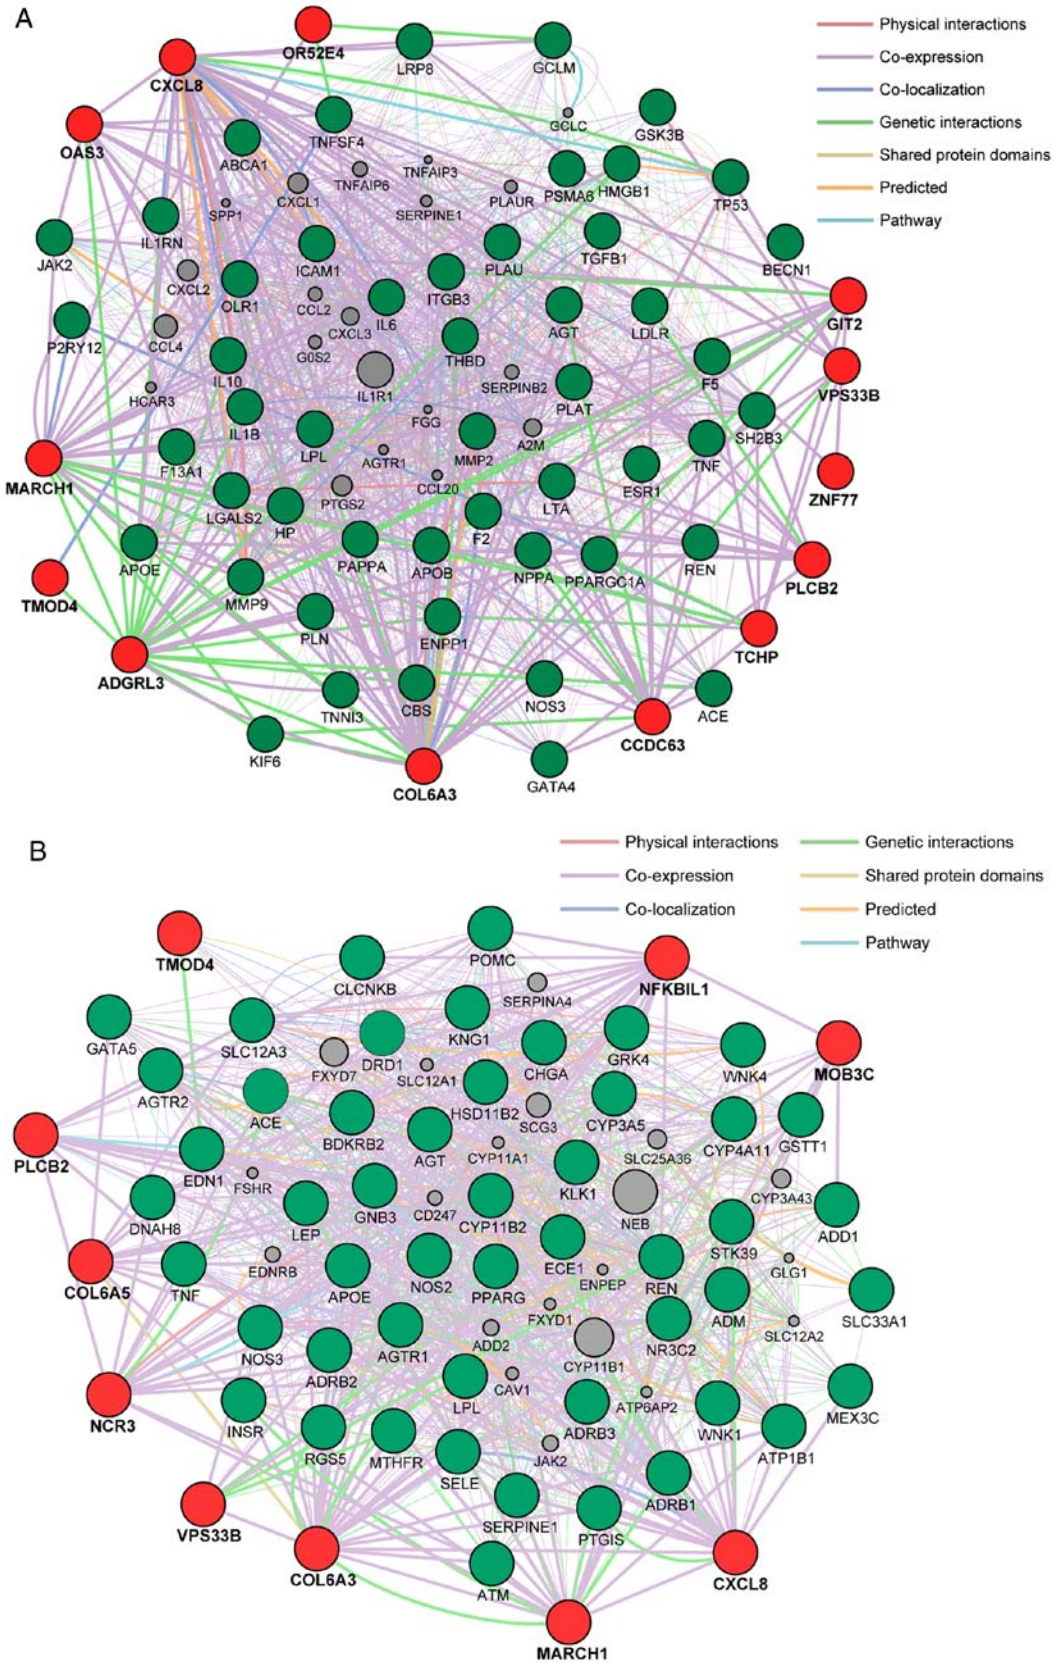 A
Physical interactions
Co-expression
Co-localization
Genetic interactions
Shared protein domains
Predicted
Pathway
OR52E4
LRP8
GCLM
CXCL8
GCLC
GSK3B
OAS3
ABCA1
TNFSF4
TNFAIP3
TNFAIP6
CXCL1
PLAUR
PSMA6
HMGB1
TP53
SPP1
SERPINE1
IL1RN
JAK2
ICAM1
PLAU
TGFB1
BECN1
CXCL2
OLR1
CCL2
IL6
ITGB3
AGT
LDLR
GIT2
P2RY12
CCL4
CXCL3
G0S2
THBD
IL10
IL1R1
SERPINB2
F5
VPS33B
HCAR3
IL1B
FGG
PLAT
SH2B3
F13A1
LPL
AGTR1
MMP2
A2M
TNF
MARCH1
LGALS2
PTGS2
CCL20
LTA
ESR1
ZNF77
HP
F2
APOE
PAPPA
APOB
NPPA
PPARGC1A
REN
PLCB2
TMOD4
MMP9
PLN
ENPP1
TCHP
ADGRL3
TNNI3
CBS
NOS3
ACE
KIF6
CCDC63
COL6A3
GATA4
B
Physical interactions
Genetic interactions
Co-expression
Shared protein domains
Co-localization
Predicted
Pathway
TMOD4
CLCNKB
POMC
SERPINA4
NFKBIL1
GATA5
SLC12A3
DRD1
KNG1
CHGA
GRK4
WNK4
MOB3C
FXYD7
SLC12A1
AGTR2
ACE
BDKRB2
HSD11B2
SCG3
CYP3A5
CYP4A11
GSTT1
PLCB2
EDN1
AGT
CYP11A1
SLC25A36
FSHR
KLK1
CYP3A43
DNAH8
LEP
GNB3
CD247
CYP11B2
NEB
STK39
ADD1
COL6A5
TNF
EDNRB
APOE
NOS2
PPARG
ECE1
ENPEP
REN
GLG1
ADM
SLC33A1
NOS3
ADRB2
AGTR1
ADD2
FXYD1
CYP11B1
NR3C2
SLC12A2
NCR3
INSR
LPL
CAV1
ADRB3
ATP6AP2
WNK1
ATP1B1
MEX3C
RGS5
MTHFR
SELE
JAK2
VPS33B
SERPINE1
PTGIS
ADRB1
COL6A3
ATM
CXCL8
MARCH1